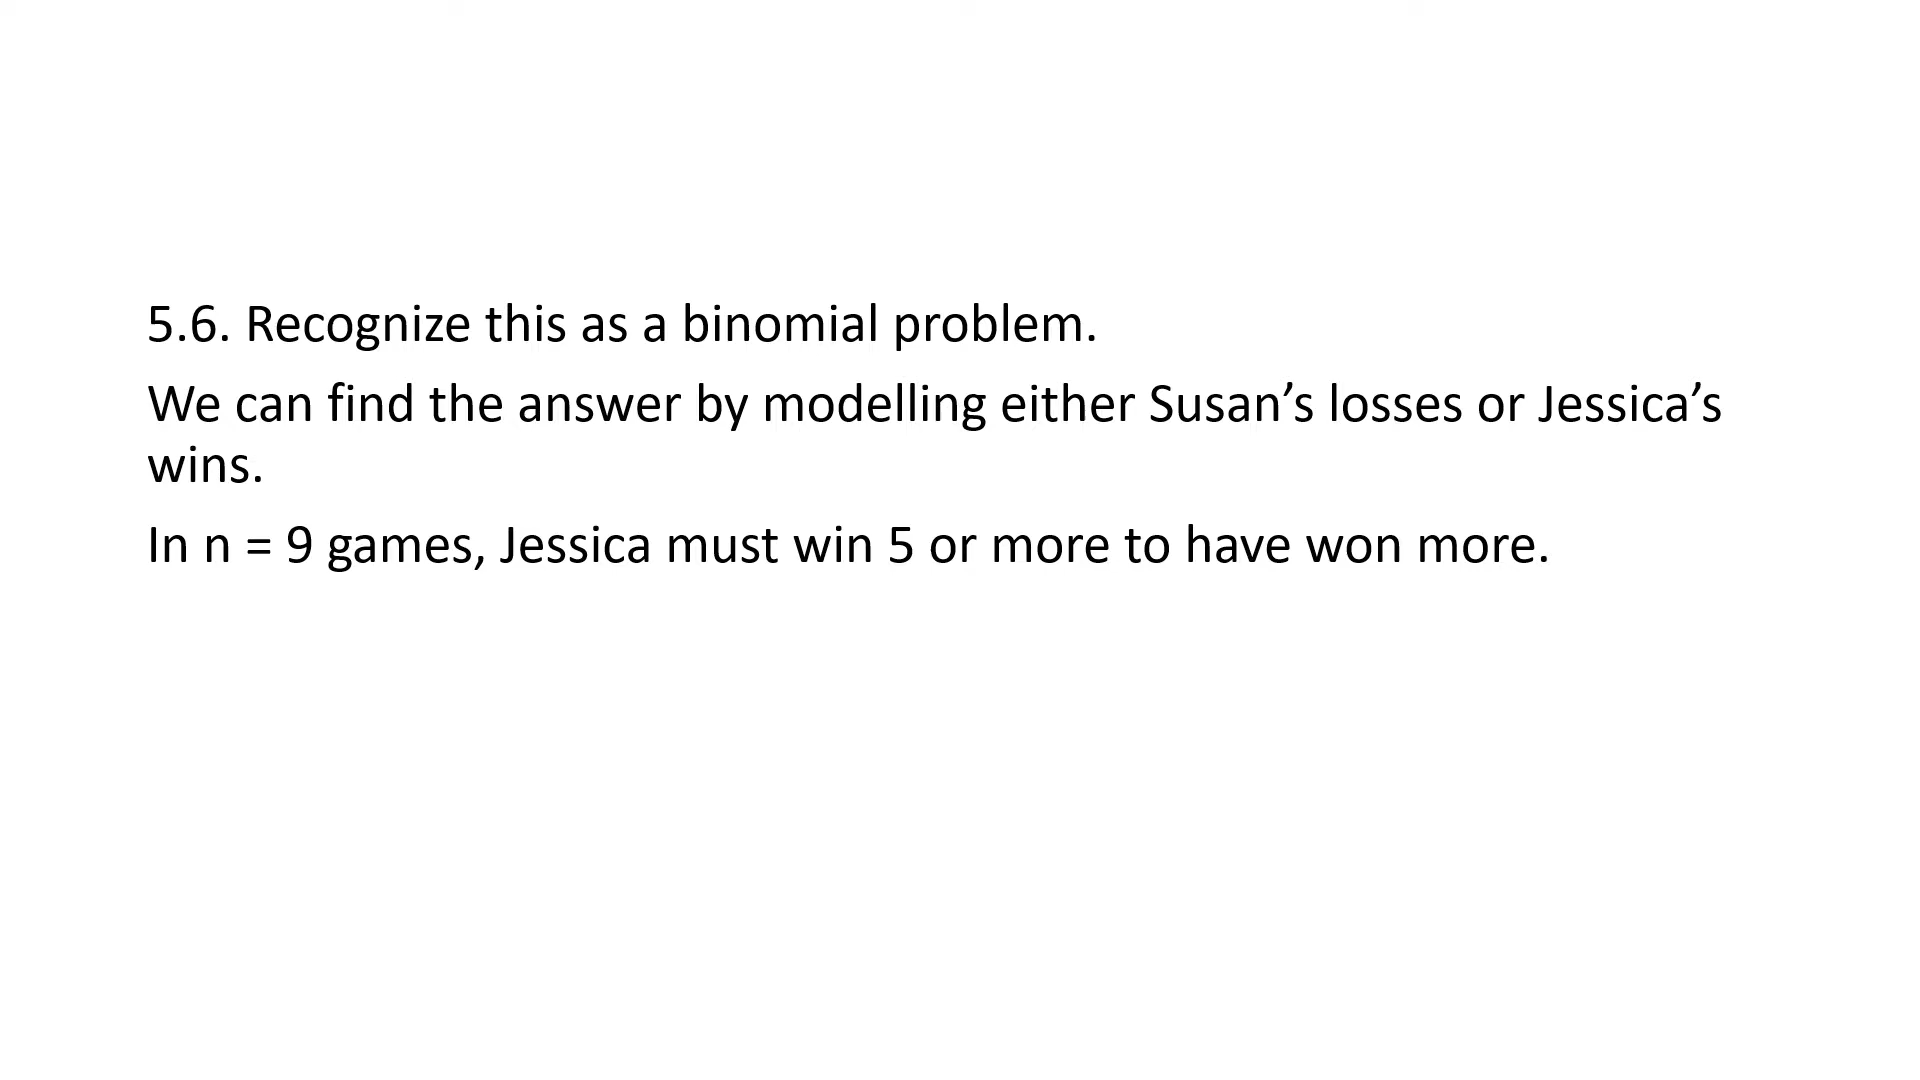 5.6. Recognize this as a binomial problem.
We can find the answer by modelling either Susan’s losses or Jessica’s
wins.
In n = 9 games, Jessica must win 5 or more to have won more.